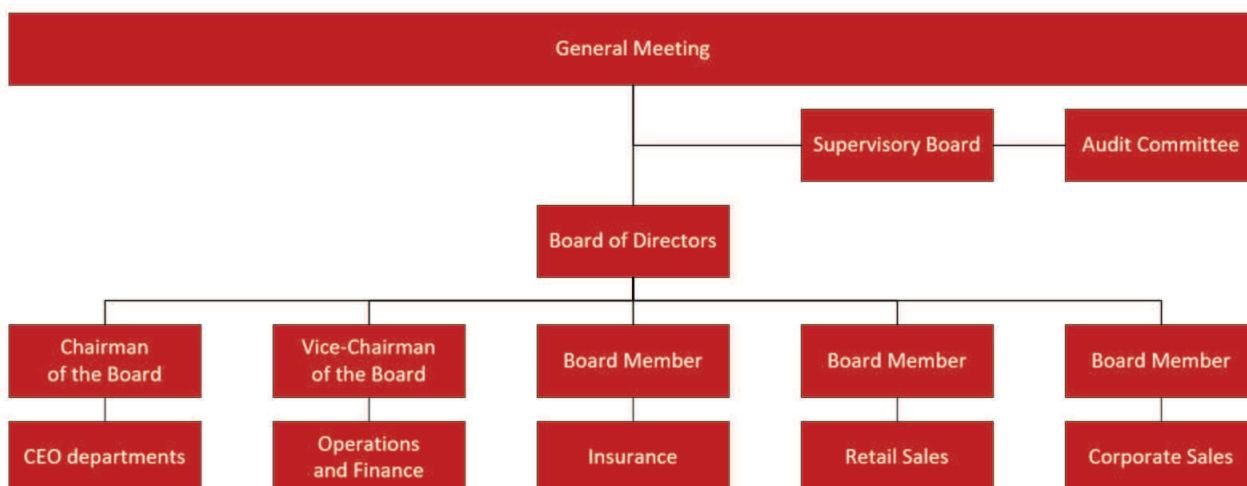 General Meeting
Supervisory Board
Audit Committee
Board of Directors
Chairman
of the Board
Vice-Chairman
of the Board
Board Member
Board Member
Board Member
CEO departments
Operations
and Finance
Insurance
Retail Sales
Corporate Sales